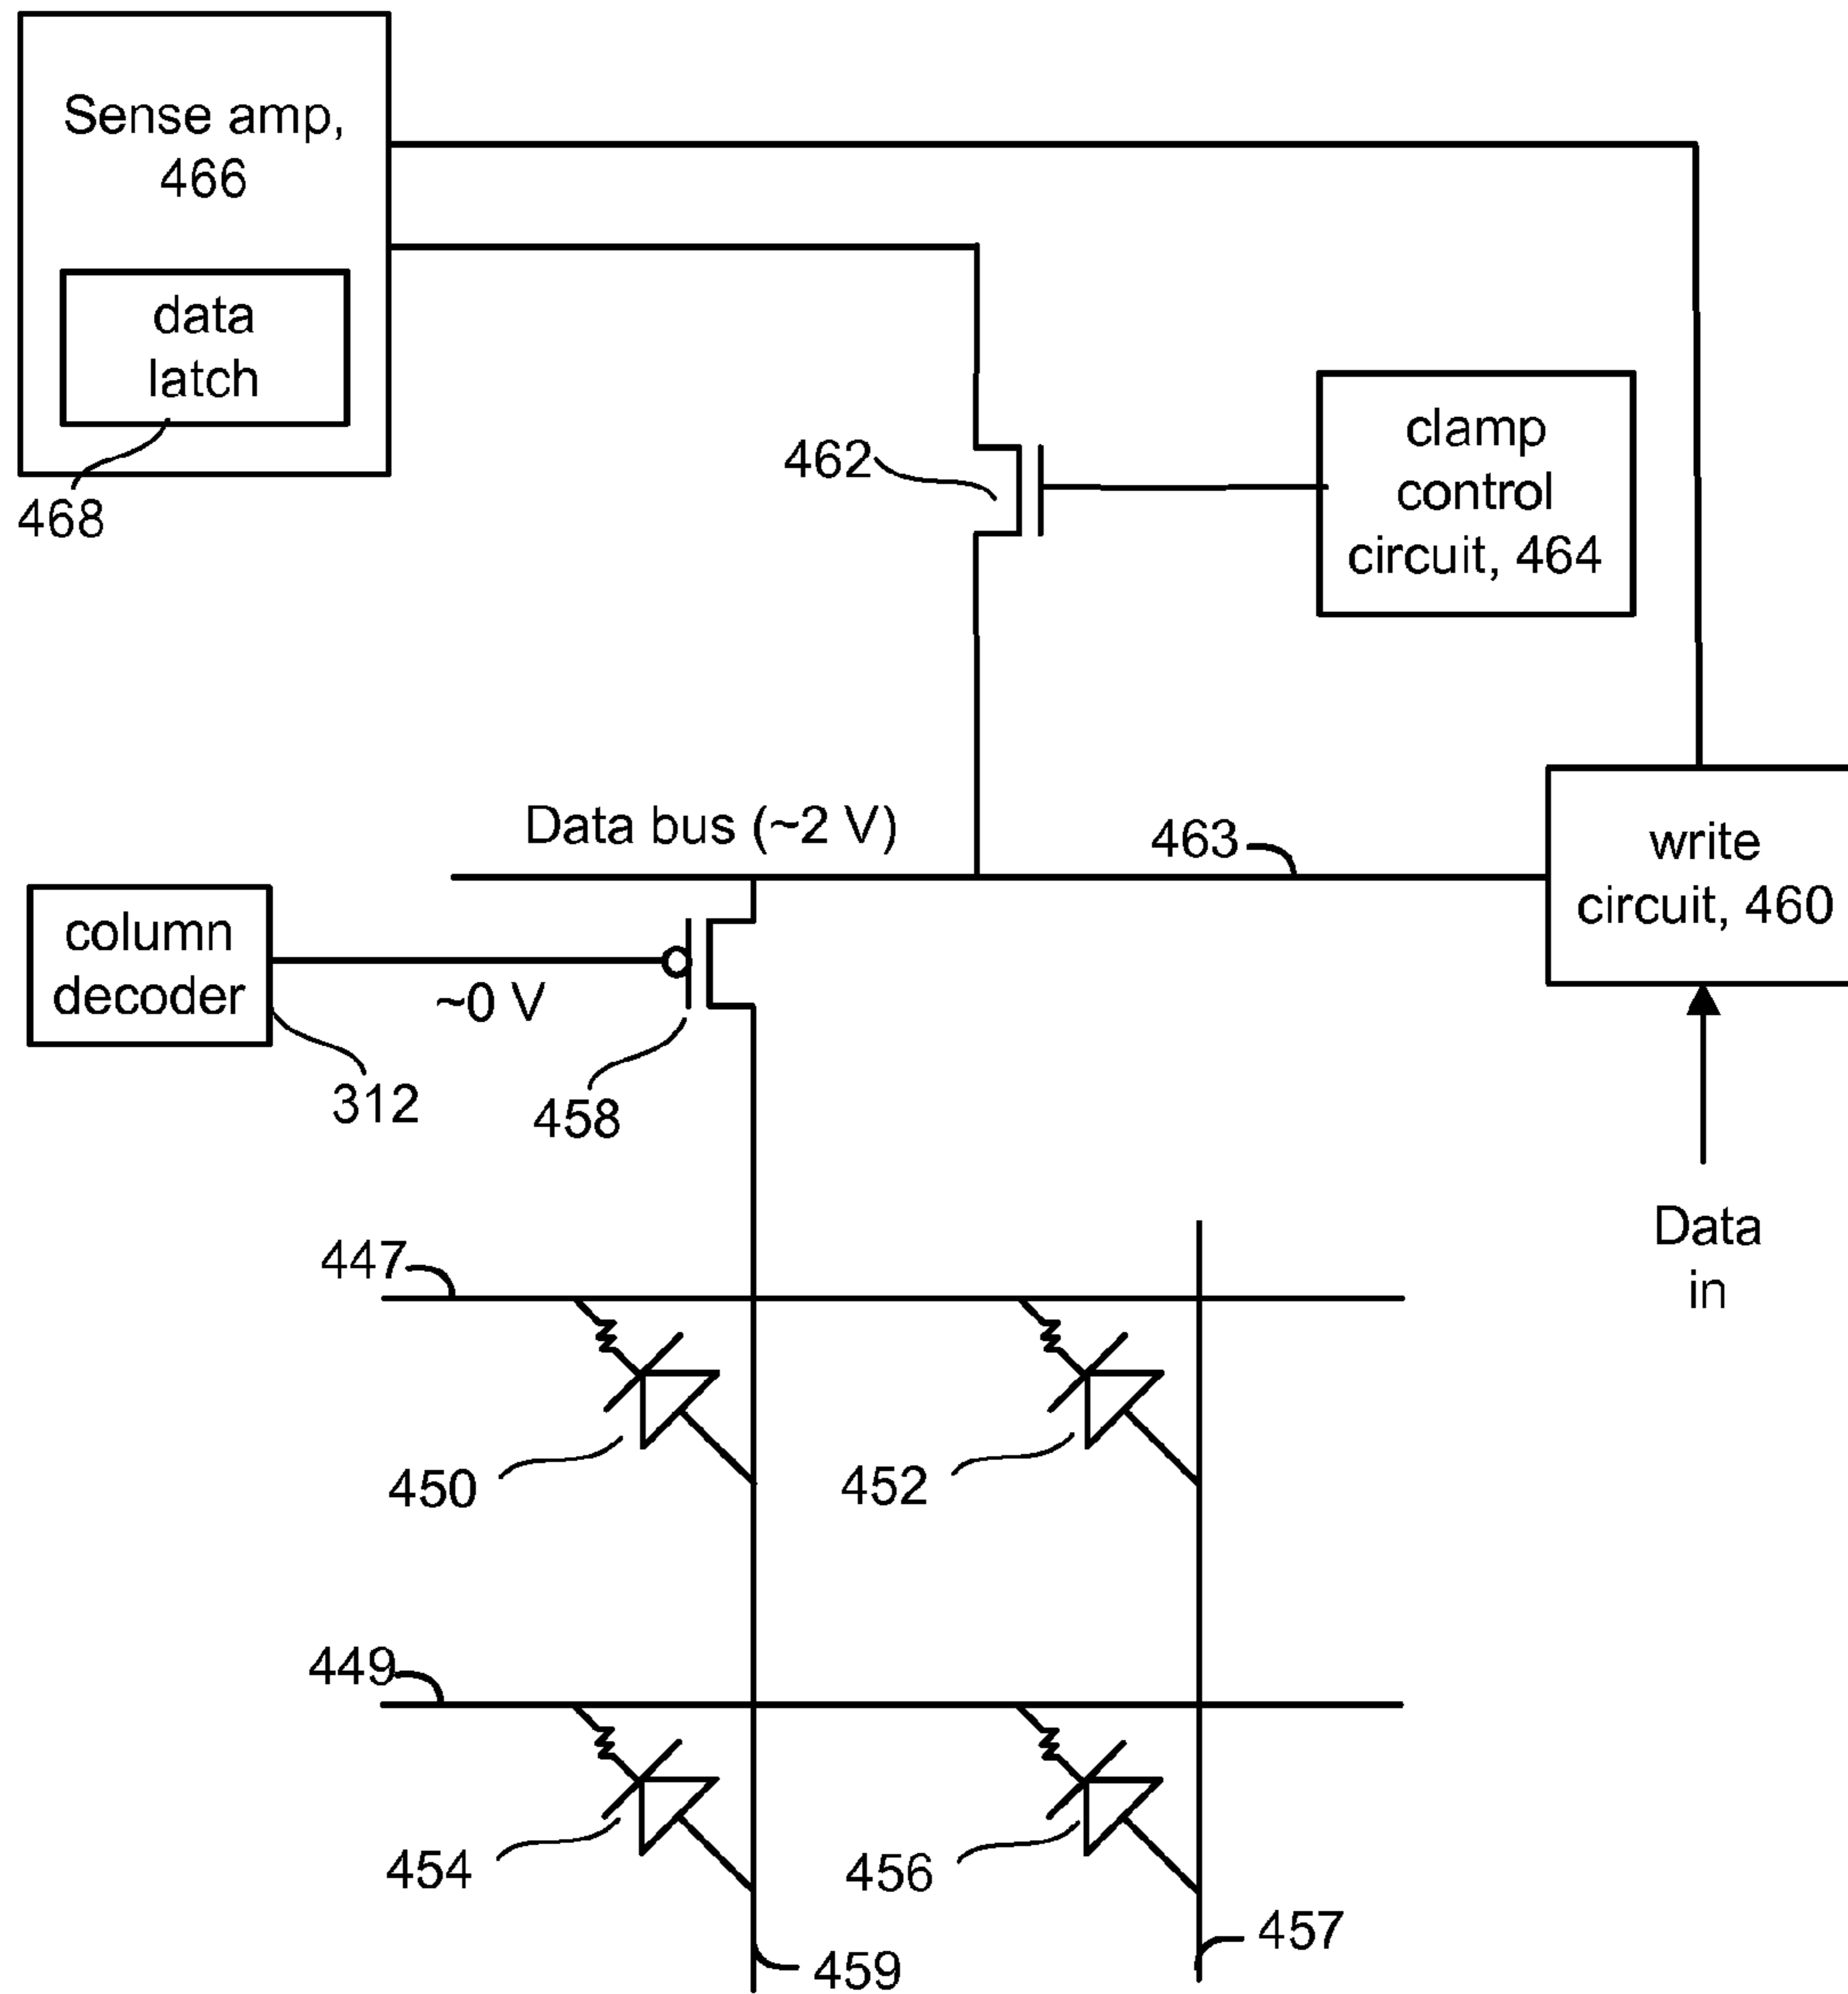 Sense amp,
466
data
latch
468
462
clamp
control
circuit, 464
Data bus (~2 V)
463
write
circuit, 460
column
decoder
~0 V
312
458
Data
in
447
450
452
449
454
456
459
457